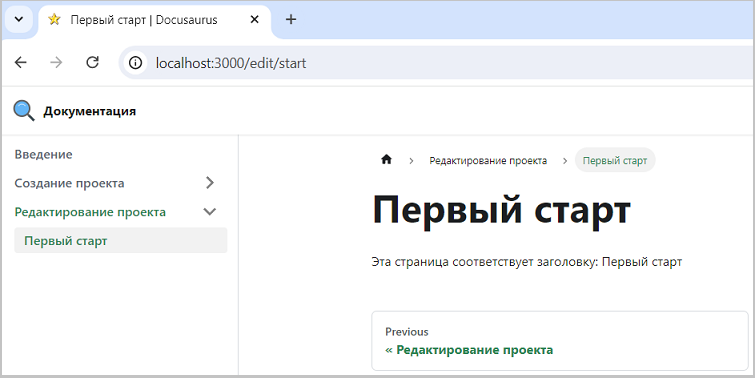 Первый старт | Docusaurus
localhost:3000/edit/start
Документация
Введение
Создание проекта
Редактирование проекта
Первый старт
Редактирование проекта
Первый старт
Первый старт
Эта страница соответствует заголовку: Первый старт
Previous
« Редактирование проекта